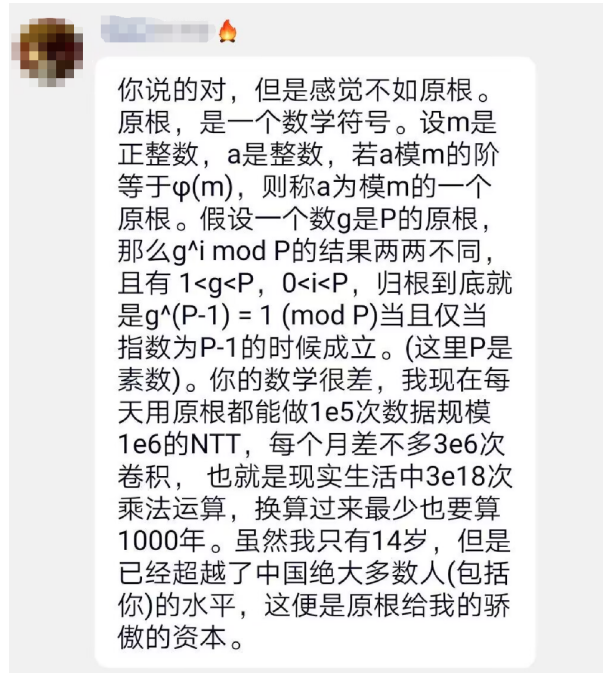 你说的对，但是感觉不如原根。
原根，是一个数学符号。设m是
正整数，a是整数，若a模m的阶
等于φ(m)，则称a为模m的一个
原根。假设一个数g是P的原根，
那么g^i mod P的结果两两不同，
且有 1<g<P，0<i<P，归根到底就
是g^(P-1) = 1 (mod P)当且仅当
指数为P-1的时候成立。(这里P是
素数)。你的数学很差，我现在每
天用原根都能做1e5次数据规模
1e6的NTT，每个月差不多3e6次
卷积， 也就是现实生活中3e18次
乘法运算，换算过来最少也要算
1000年。虽然我只有14岁，但是
已经超越了中国绝大多数人(包括
你)的水平，这便是原根给我的骄
傲的资本。